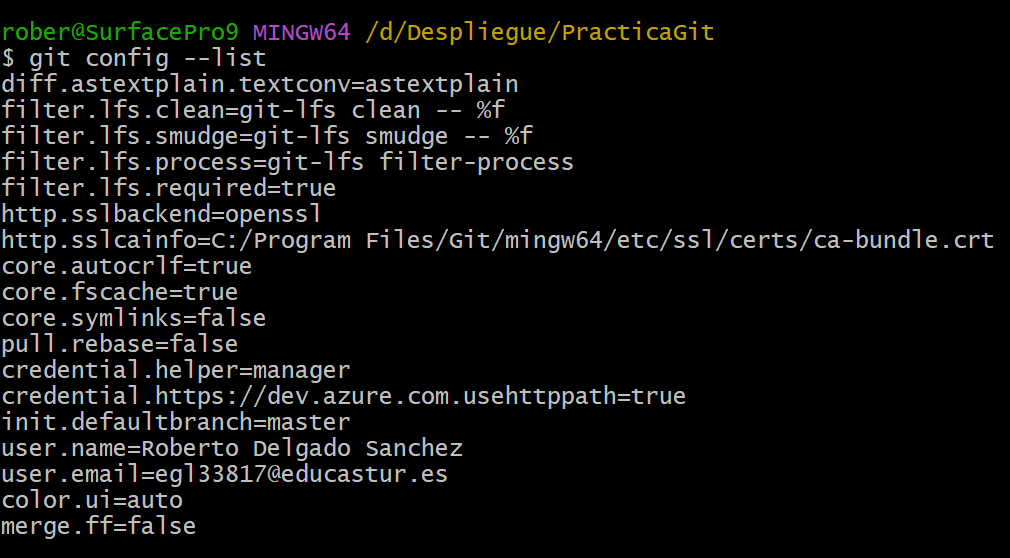 rober@SurfacePro9 MINGW64 /d/Despliegue/PracticaGit
$ git config --list
diff.astextplain.textconv=astextplain
filter.lfs.clean=git-lfs clean -- %f
filter.lfs.smudge=git-lfs smudge -- %f
filter.lfs.process=git-lfs filter-process
filter.lfs.required=true
http.sslbackend=openssl
http.sslcainfo=C:/Program Files/Git/mingw64/etc/ssl/certs/ca-bundle.crt
core.autocrlf=true
core.fscache=true
core.symlinks=false
pull.rebase=false
credential.helper=manager
credential.https://dev.azure.com.usehttppath=true
init.defaultbranch=master
user.name=Roberto Delgado Sanchez
user.email=egl33817@educastur.es
color.ui=auto
merge.ff=false